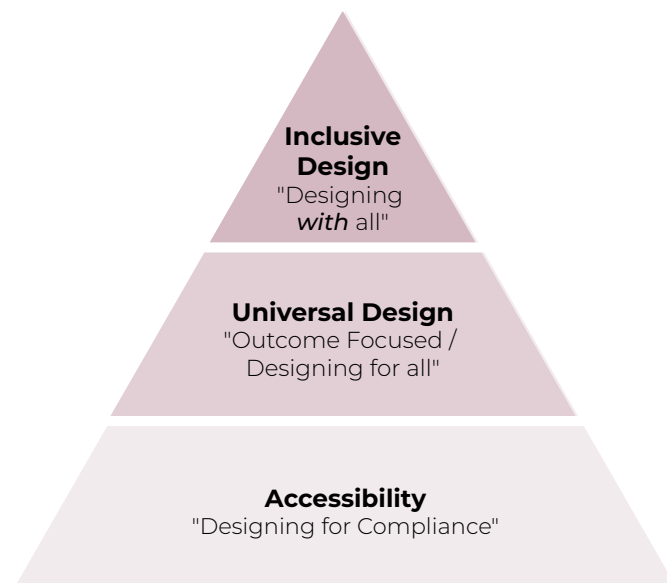 Inclusive
Design
"Designing
with all"
Universal Design
"Outcome Focused /
Designing for all"
Accessibility
"Designing for Compliance"